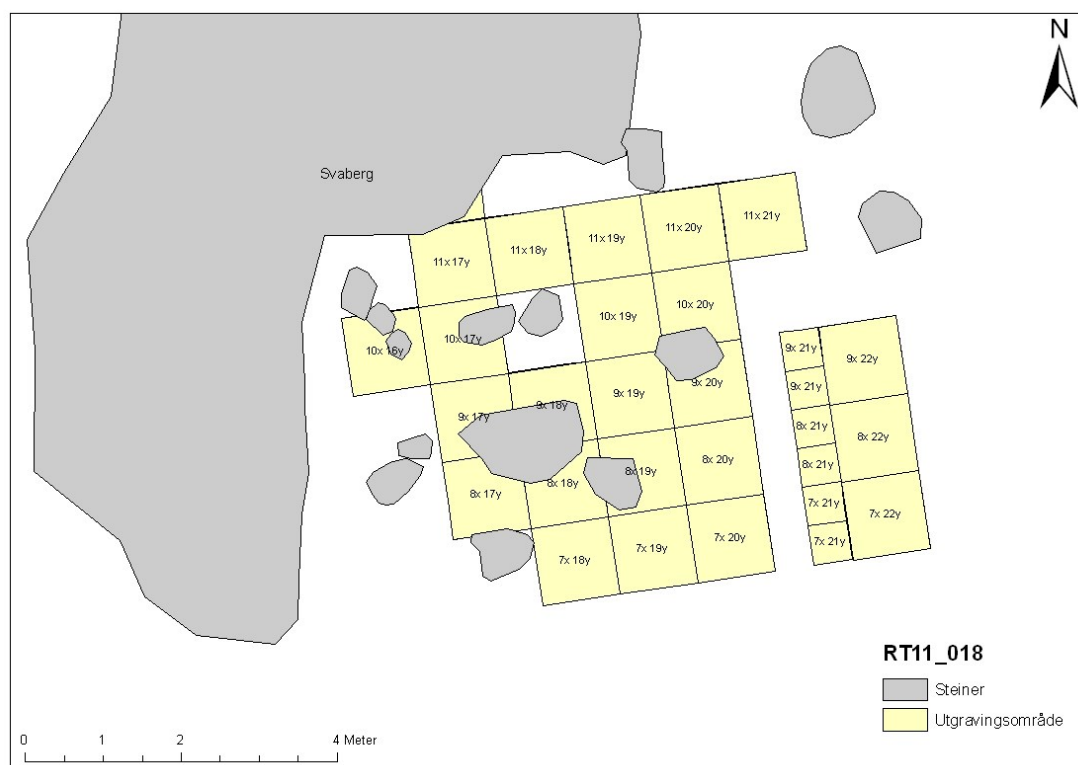 N
Svaberg
11x 17y
11x 18y
11x 19y
11x 20y
11x 21y
10x 16y
10x 17y
10x 19y
10x 20y
9x 17y
9x 18y
9x 19y
9x 20y
9x 21y
9x 22y
9x 21y
8x 17y
8x 18y
8x 19y
8x 20y
8x 21y
8x 22y
8x 21y
7x 18y
7x 19y
7x 20y
7x 21y
7x 22y
7x 21y
RT11_018
Steiner
Utgravingsområde
0 1 2 4 Meter